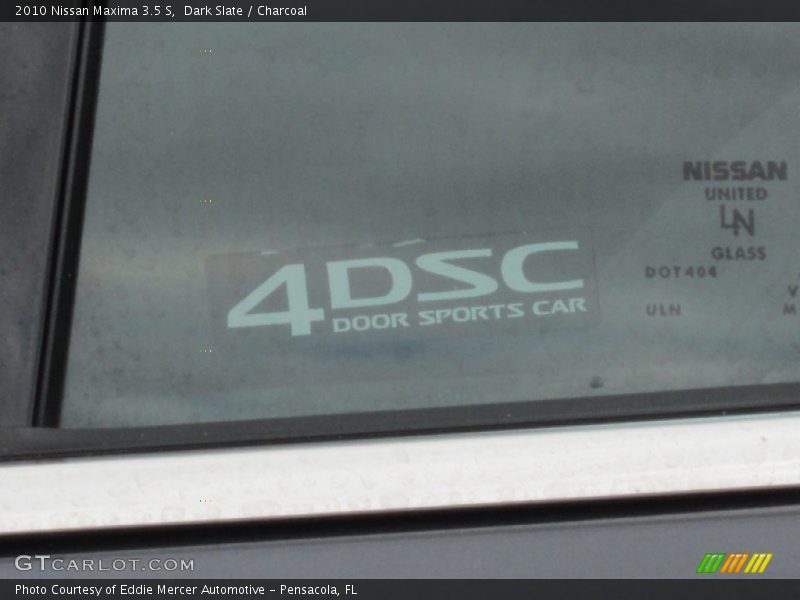 2010 Nissan Maxima 3.5 S, Dark Slate / Charcoal
NISSAN
UNITED
LN
GLASS
DOT404
ULN
V
M
4DSC
DOOR SPORTS CAR
GTCARLOT.COM
Photo Courtesy of Eddie Mercer Automotive - Pensacola, FL